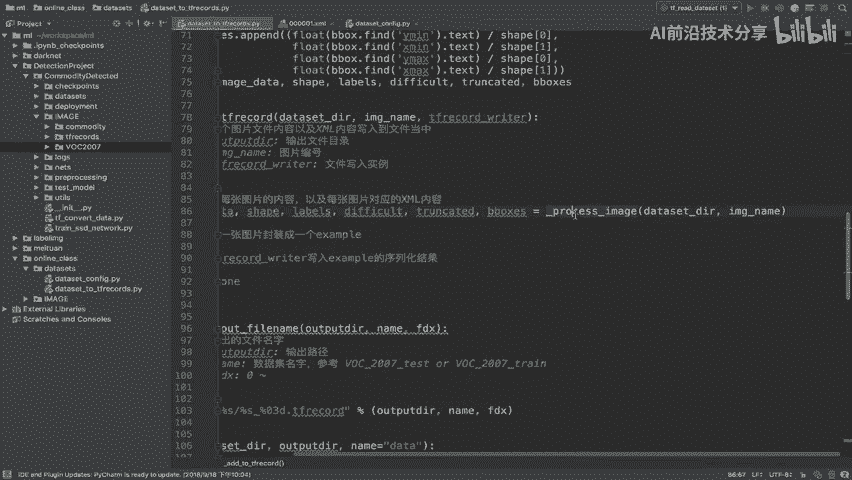 ml  online_class  datasets  dataset_to_tfrecords.py
tf_read_dataset (1)
AI前沿技术分享 bilibili
Project
dataset_to_tfrecords.py  000001.xml  dataset_config.py
ml ~/workspace/ml
.ipynb_checkpoints
darknet
DetectionProject
CommodityDetected
checkpoints
datasets
deployment
IMAGE
commodity
tfrecords
VOC2007
logs
nets
preprocessing
test_model
utils
__init__.py
tf_convert_data.py
train_ssd_network.py
labelImg
meituan
online_class
datasets
dataset_config.py
dataset_to_tfrecords.py
IMAGE
External Libraries
Scratches and Consoles
71 es.append((float(bbox.find('ymin').text) / shape[0],
72 float(bbox.find('xmin').text) / shape[1],
73 float(bbox.find('ymax').text) / shape[0],
74 float(bbox.find('xmax').text) / shape[1]))
75 mage_data, shape, labels, difficult, truncated, bboxes
76
77
78 tfrecord(dataset_dir, img_name, tfrecord_writer):
79 个图片文件内容以及XML内容写入到文件当中
80 outputdir: 输出文件目录
81 mg_name: 图片编号
82 frecord_writer: 文件写入实例
83
84
85 每张图片的内容，以及每张图片对应的XML内容
86 ta, shape, labels, difficult, truncated, bboxes = _process_image(dataset_dir, img_name)
87
88 一张图片封装成一个example
89
90 record_writer写入example的序列化结果
91
92 one
93
94
95
96 out_filename(outputdir, name, fdx):
97 出的文件名字
98 outputdir: 输出路径
99 name: 数据集名字，参考 VOC_2007_test or VOC_2007_train
100 dx: 0 ~
101
102
103 %s/%s_%03d.tfrecord" % (outputdir, name, fdx)
104
105
106 set_dir, outputdir, name="data"):
_add_to_tfrecord()
IDE and Plugin Updates: PyCharm is ready to update. (2018/9/18 下午10:04)
86:67  LF÷  UTF-8÷